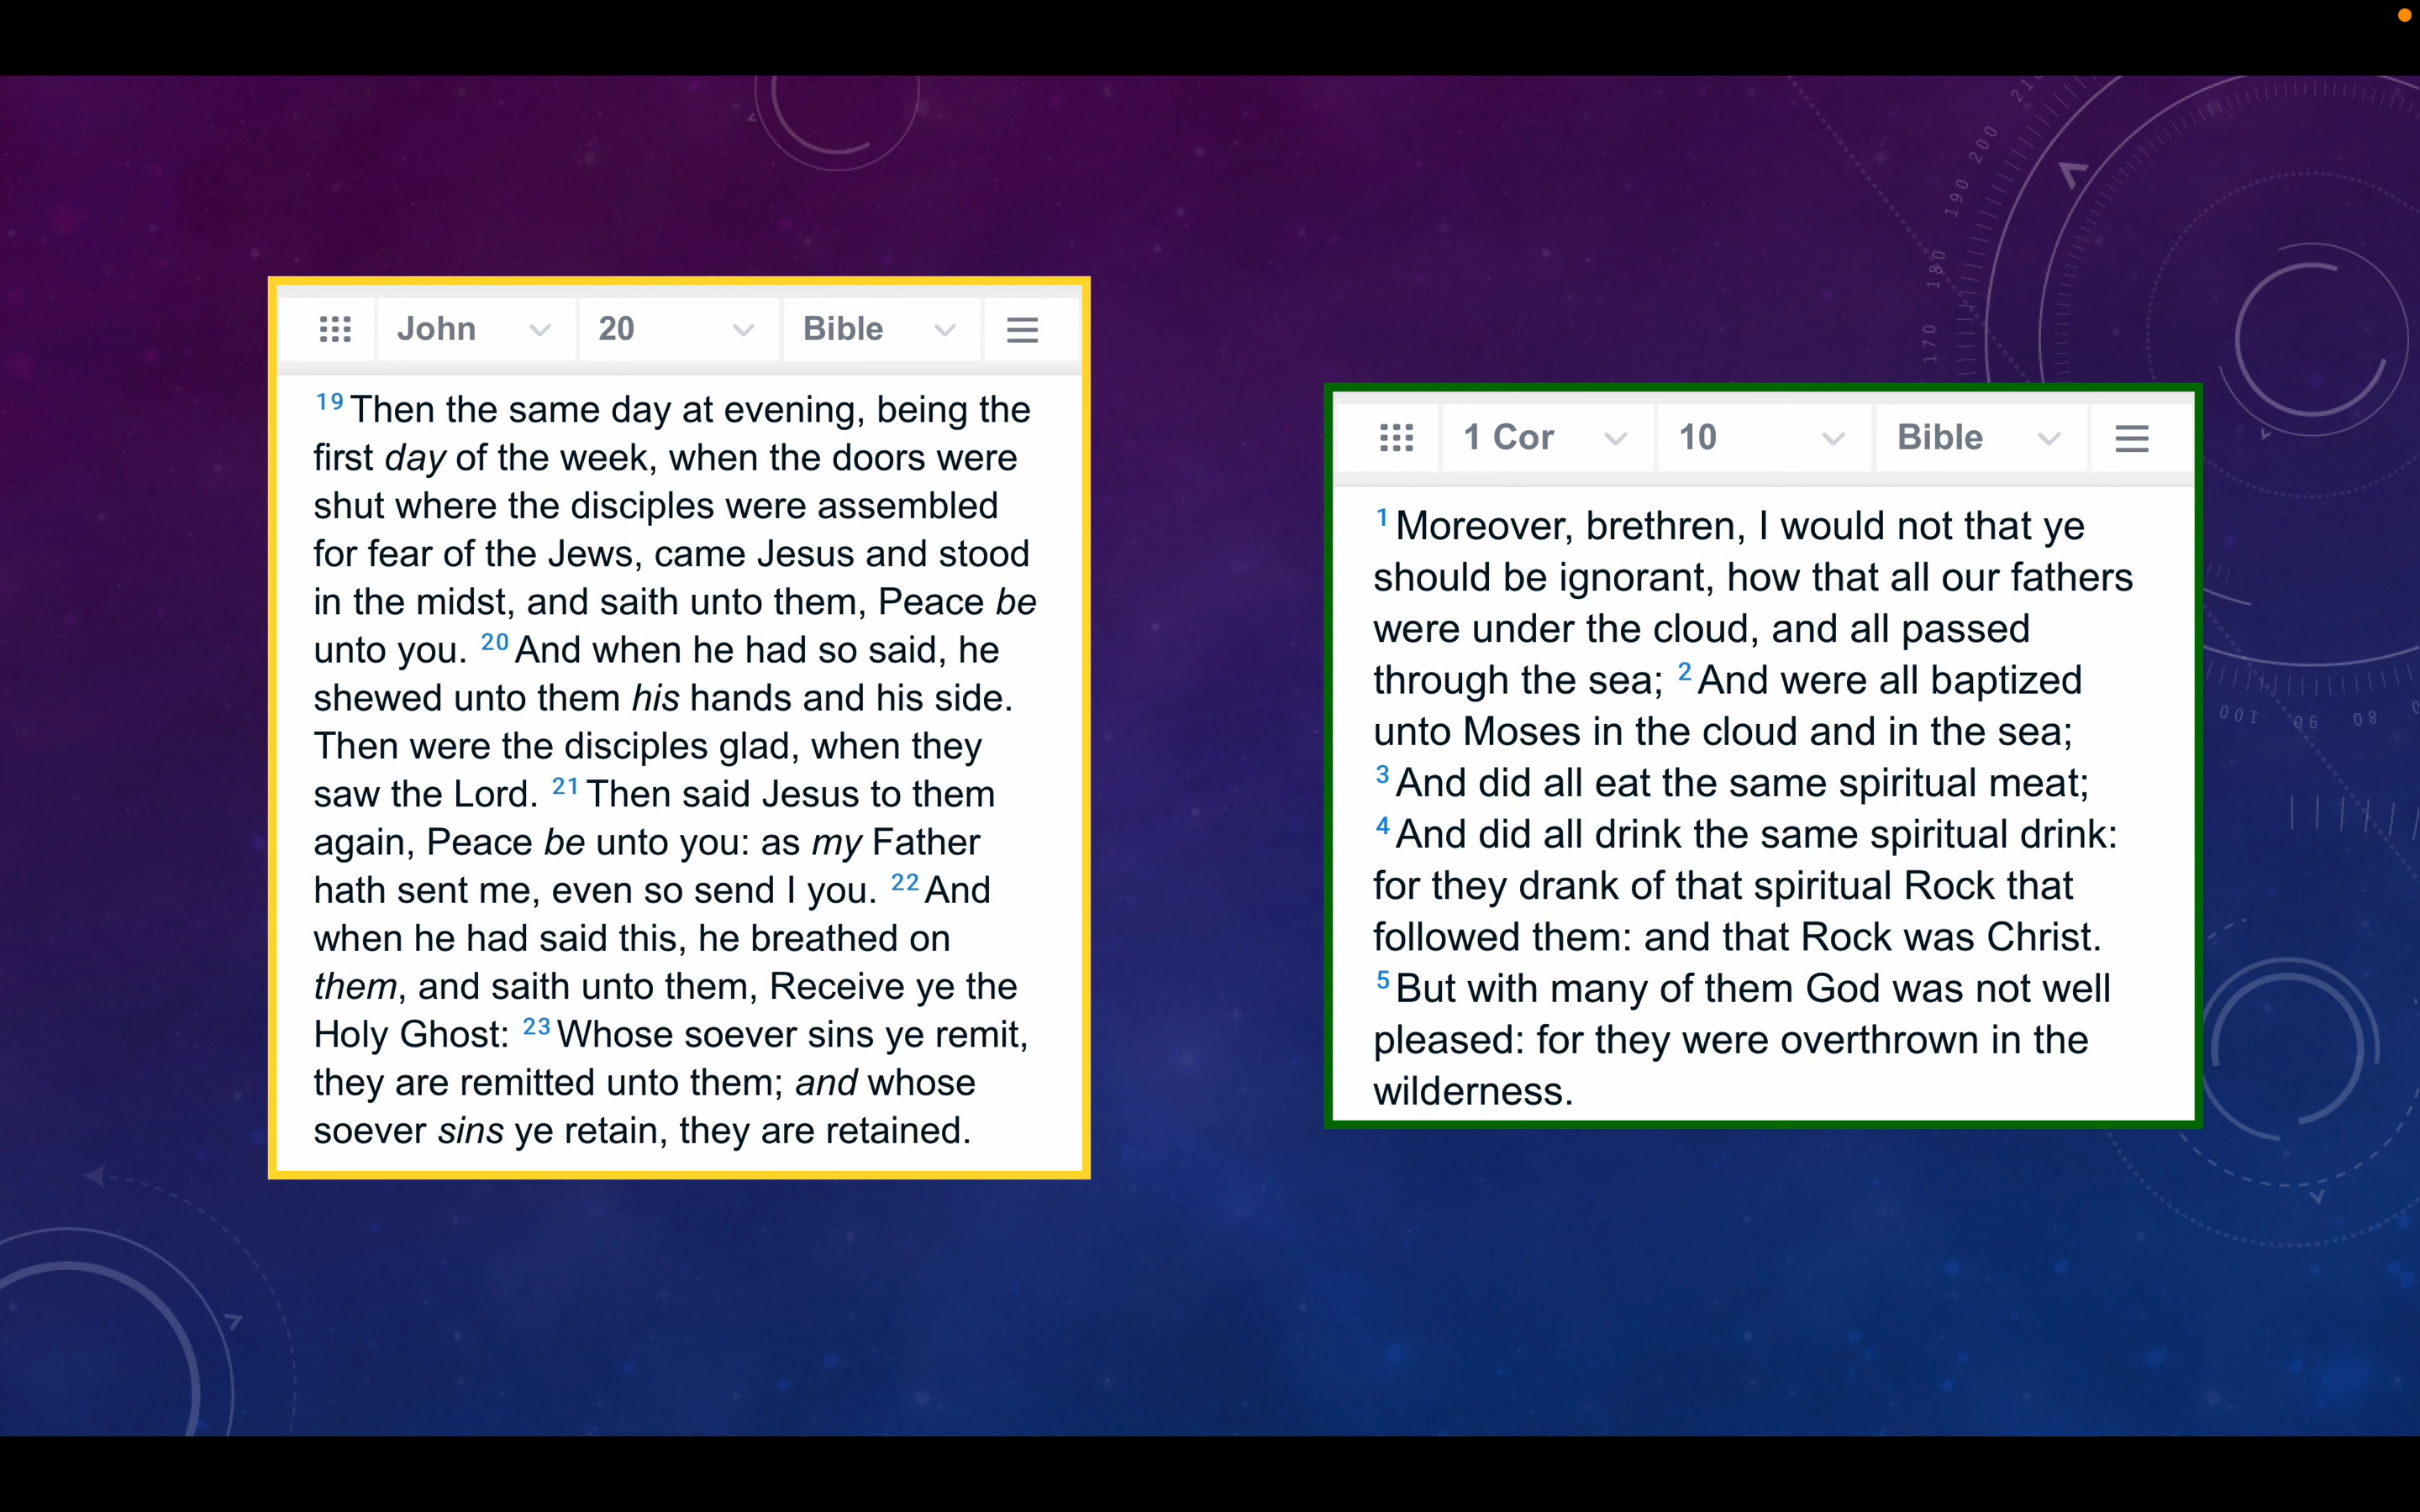 John 20 Bible
19 Then the same day at evening, being the
first day of the week, when the doors were
shut where the disciples were assembled
for fear of the Jews, came Jesus and stood
in the midst, and saith unto them, Peace be
unto you. 20 And when he had so said, he
shewed unto them his hands and his side.
Then were the disciples glad, when they
saw the Lord. 21 Then said Jesus to them
again, Peace be unto you: as my Father
hath sent me, even so send I you. 22 And
when he had said this, he breathed on
them, and saith unto them, Receive ye the
Holy Ghost: 23 Whose soever sins ye remit,
they are remitted unto them; and whose
soever sins ye retain, they are retained.
1 Cor 10 Bible
1 Moreover, brethren, I would not that ye
should be ignorant, how that all our fathers
were under the cloud, and all passed
through the sea; 2 And were all baptized
unto Moses in the cloud and in the sea;
3 And did all eat the same spiritual meat;
4 And did all drink the same spiritual drink:
for they drank of that spiritual Rock that
followed them: and that Rock was Christ.
5 But with many of them God was not well
pleased: for they were overthrown in the
wilderness.
200
190
180
170
100
90
80